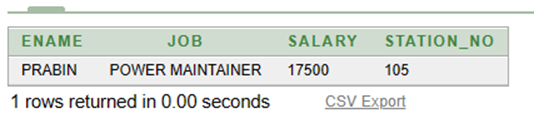 ENAME JOB SALARY STATION_NO
PRABIN POWER MAINTAINER 17500 105
1 rows returned in 0.00 seconds CSV Export